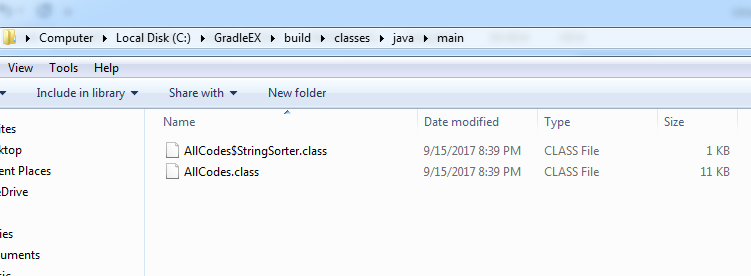 Computer Local Disk (C:) GradleEX build classes java main
View Tools Help
Include in library Share with New folder
Name Date modified Type Size
ites
AllCodes$StringSorter.class 9/15/2017 8:39 PM CLASS File 1 KB
ktop
AllCodes.class 9/15/2017 8:39 PM CLASS File 11 KB
ent Places
eDrive
ies
uments